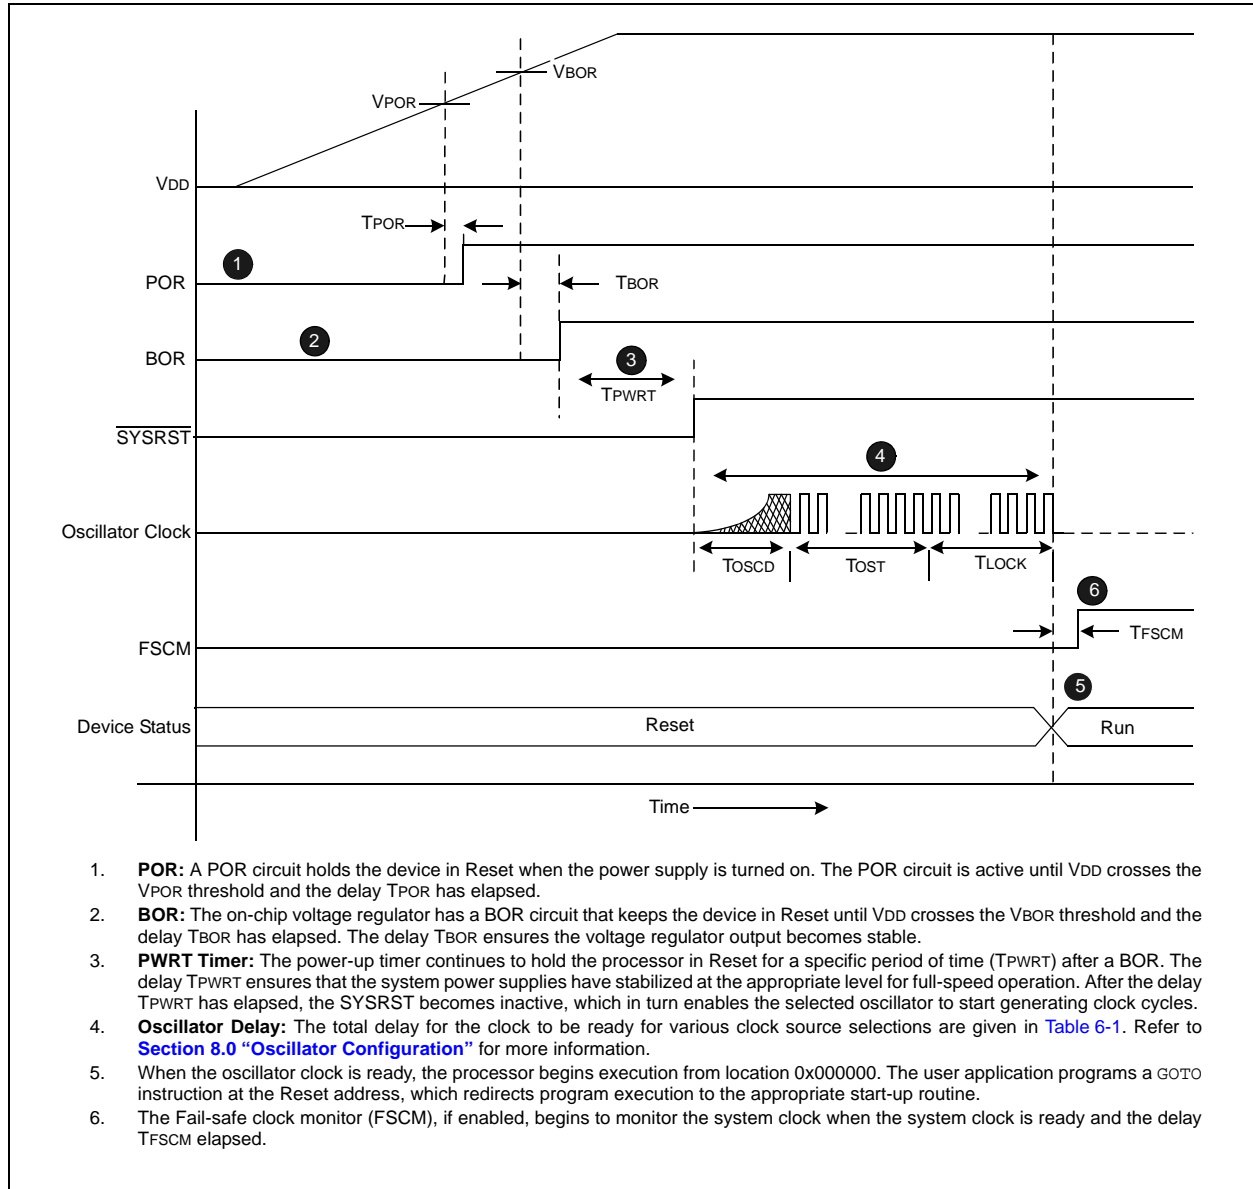 VBOR
VPOR
VDD
TPOR
1
POR
TBOR
2
BOR
3
TPWRT
SYSRST
4
Oscillator Clock
TOSCD
TOST
TLOCK
6
TFSCM
FSCM
5
Device Status
Reset
Run
Time
1. POR: A POR circuit holds the device in Reset when the power supply is turned on. The POR circuit is active until VDD crosses the
VPOR threshold and the delay TPOR has elapsed.
2. BOR: The on-chip voltage regulator has a BOR circuit that keeps the device in Reset until VDD crosses the VBOR threshold and the
delay TBOR has elapsed. The delay TBOR ensures the voltage regulator output becomes stable.
3. PWRT Timer: The power-up timer continues to hold the processor in Reset for a specific period of time (TPWRT) after a BOR. The
delay TPWRT ensures that the system power supplies have stabilized at the appropriate level for full-speed operation. After the delay
TPWRT has elapsed, the SYSRST becomes inactive, which in turn enables the selected oscillator to start generating clock cycles.
4. Oscillator Delay: The total delay for the clock to be ready for various clock source selections are given in Table 6-1. Refer to
Section 8.0 “Oscillator Configuration” for more information.
5. When the oscillator clock is ready, the processor begins execution from location 0x000000. The user application programs a GOTO
instruction at the Reset address, which redirects program execution to the appropriate start-up routine.
6. The Fail-safe clock monitor (FSCM), if enabled, begins to monitor the system clock when the system clock is ready and the delay
TFSCM elapsed.